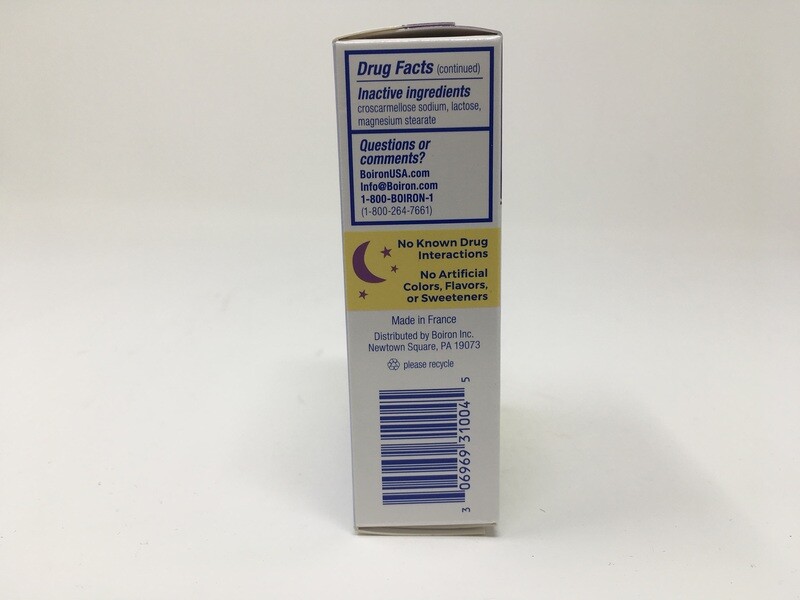 Drug Facts (continued)
Inactive ingredients
croscarmellose sodium, lactose,
magnesium stearate
Questions or
comments?
BoironUSA.com
Info@Boiron.com
1-800-BOIRON-1
(1-800-264-7661)
No Known Drug
Interactions
No Artificial
Colors, Flavors,
or Sweeteners
Made in France
Distributed by Boiron Inc.
Newtown Square, PA 19073
please recycle
3 06969 31004 5